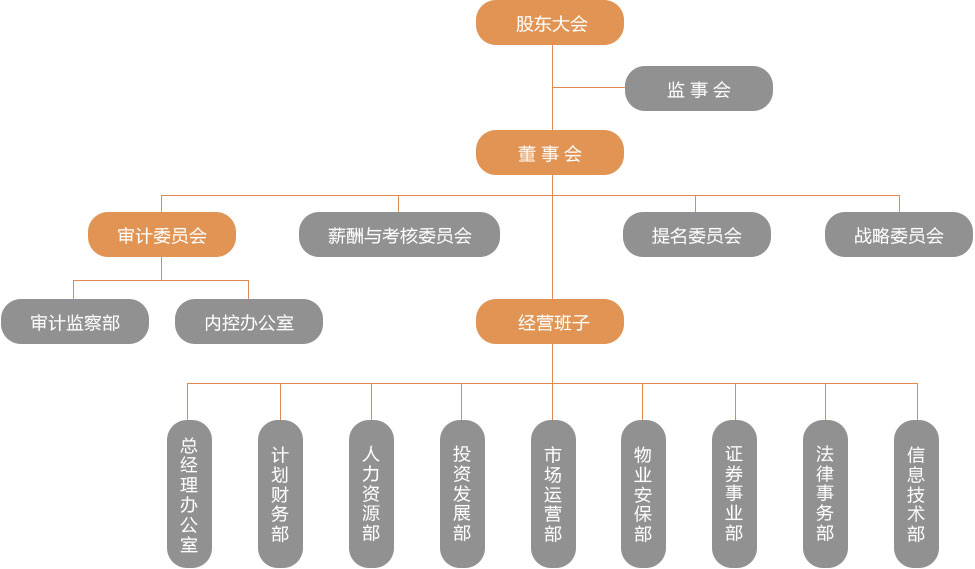 股东大会
监 事 会
董 事 会
审计委员会
薪酬与考核委员会
提名委员会
战略委员会
审计监察部
内控办公室
经营班子
总经理办公室
计划财务部
人力资源部
投资发展部
市场运营部
物业安保部
证券事业部
法律事务部
信息技术部